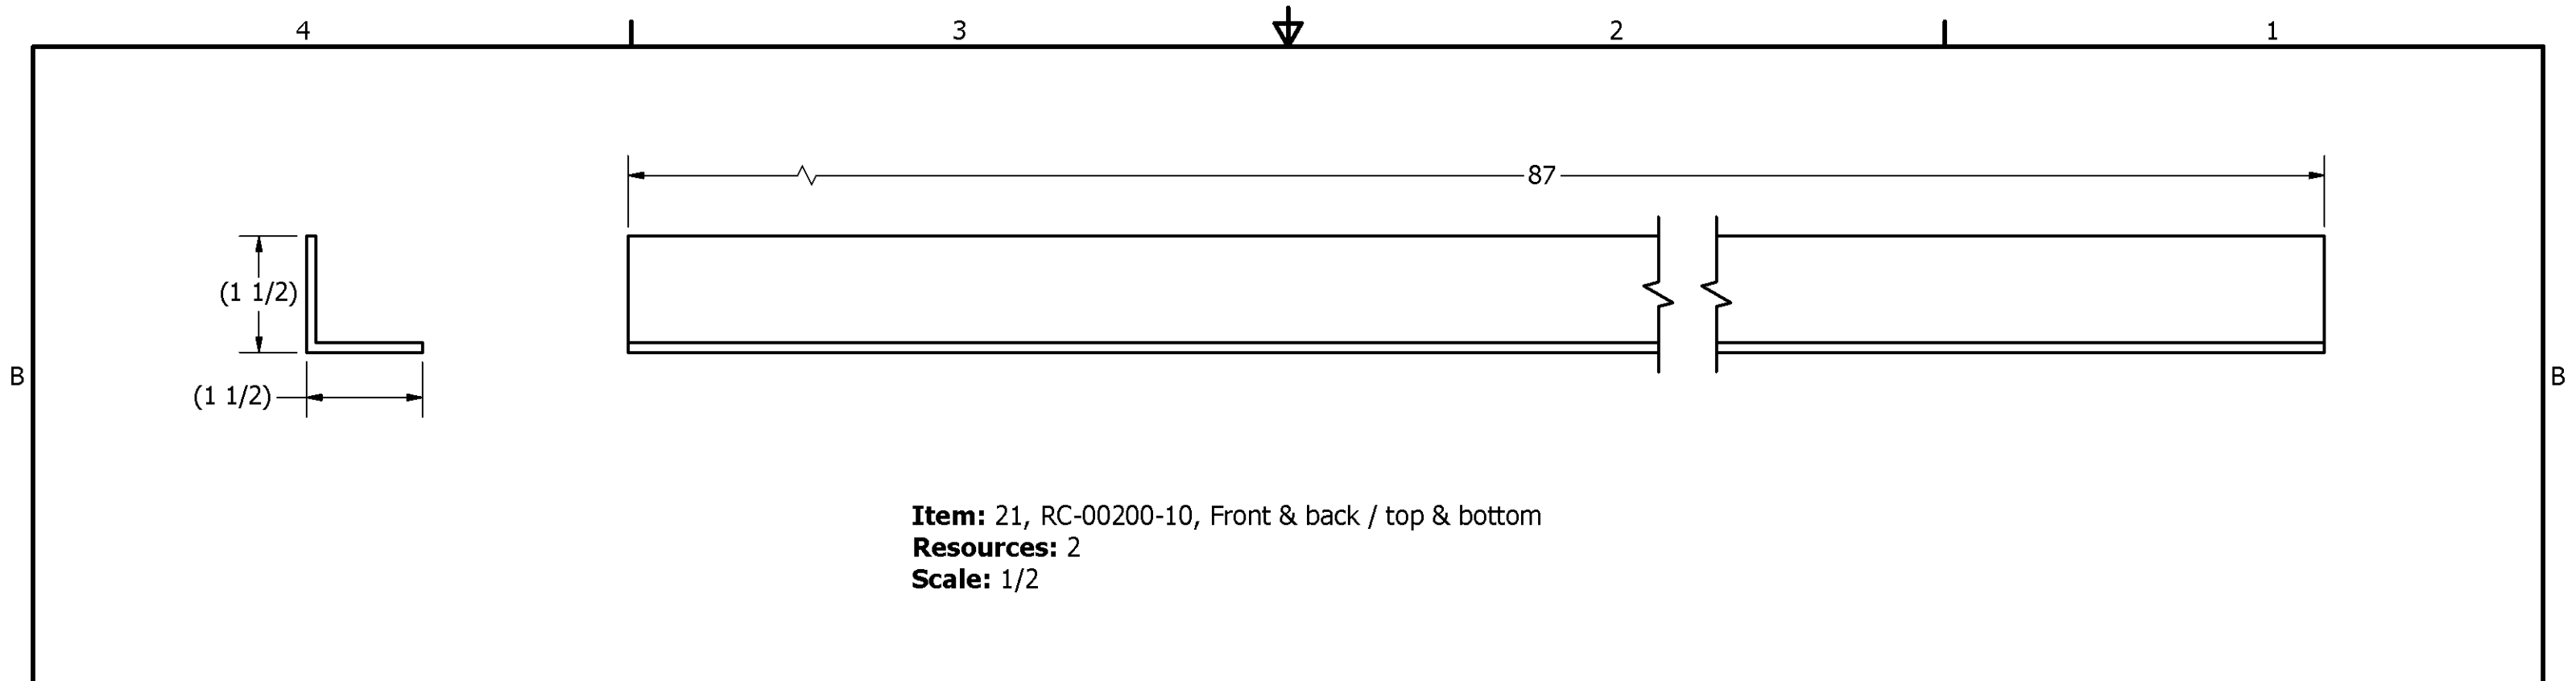 4 3 2 1
87
(1 1/2)
(1 1/2)
B B
Item: 21, RC-00200-10, Front & back / top & bottom
Resources: 2
Scale: 1/2